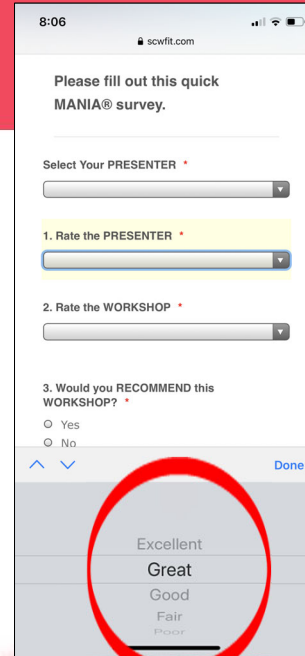 8:06
scwfit.com
Please fill out this quick
MANIA® survey.
Select Your PRESENTER *
1. Rate the PRESENTER *
2. Rate the WORKSHOP *
3. Would you RECOMMEND this
WORKSHOP? *
Yes
No
Done
Excellent
Great
Good
Fair
Poor